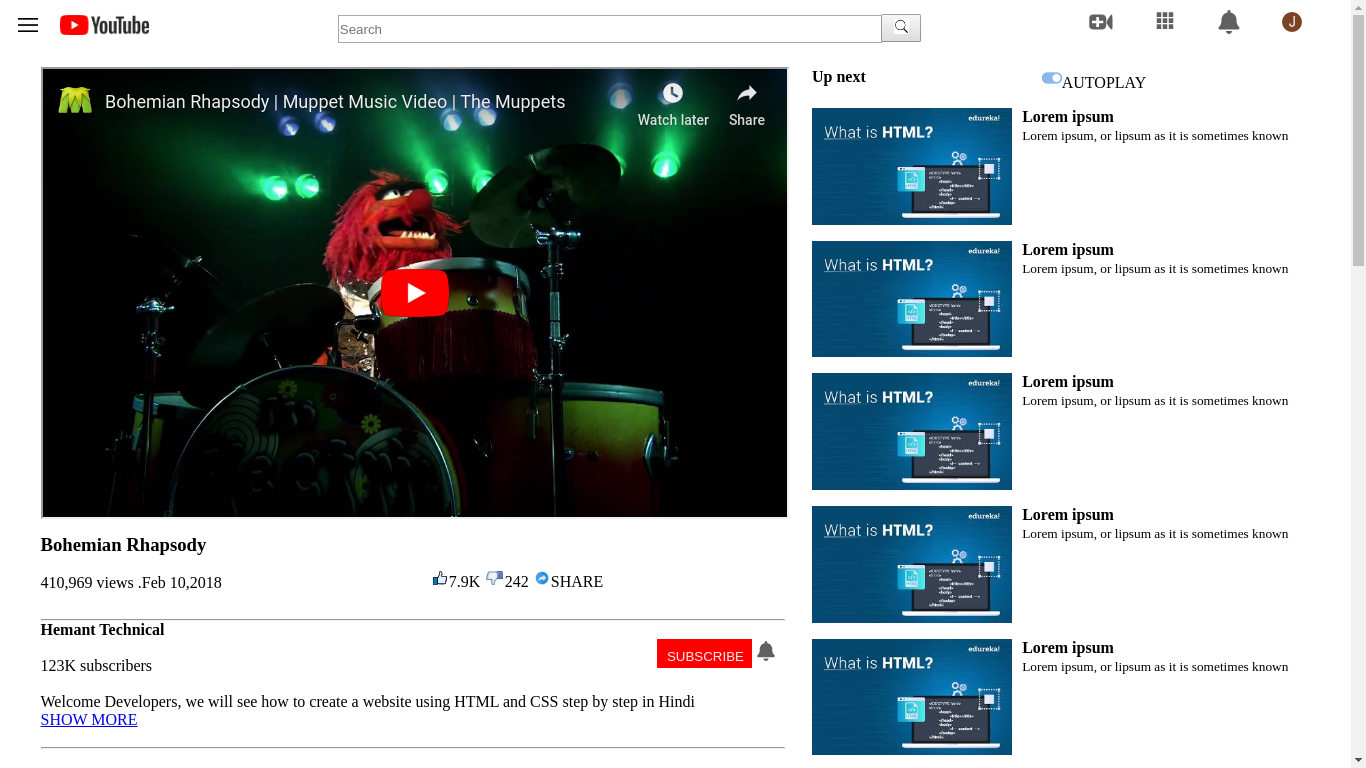 YouTube
Search
J
Bohemian Rhapsody | Muppet Music Video | The Muppets
Watch later
Share
Up next
AUTOPLAY
edureka!
What is HTML?
Lorem ipsum
Lorem ipsum, or lipsum as it is sometimes known
edureka!
What is HTML?
Lorem ipsum
Lorem ipsum, or lipsum as it is sometimes known
edureka!
What is HTML?
Lorem ipsum
Lorem ipsum, or lipsum as it is sometimes known
edureka!
What is HTML?
Lorem ipsum
Lorem ipsum, or lipsum as it is sometimes known
edureka!
What is HTML?
Lorem ipsum
Lorem ipsum, or lipsum as it is sometimes known
Bohemian Rhapsody
410,969 views .Feb 10,2018
7.9K 242 SHARE
Hemant Technical
123K subscribers
SUBSCRIBE
Welcome Developers, we will see how to create a website using HTML and CSS step by step in Hindi
SHOW MORE